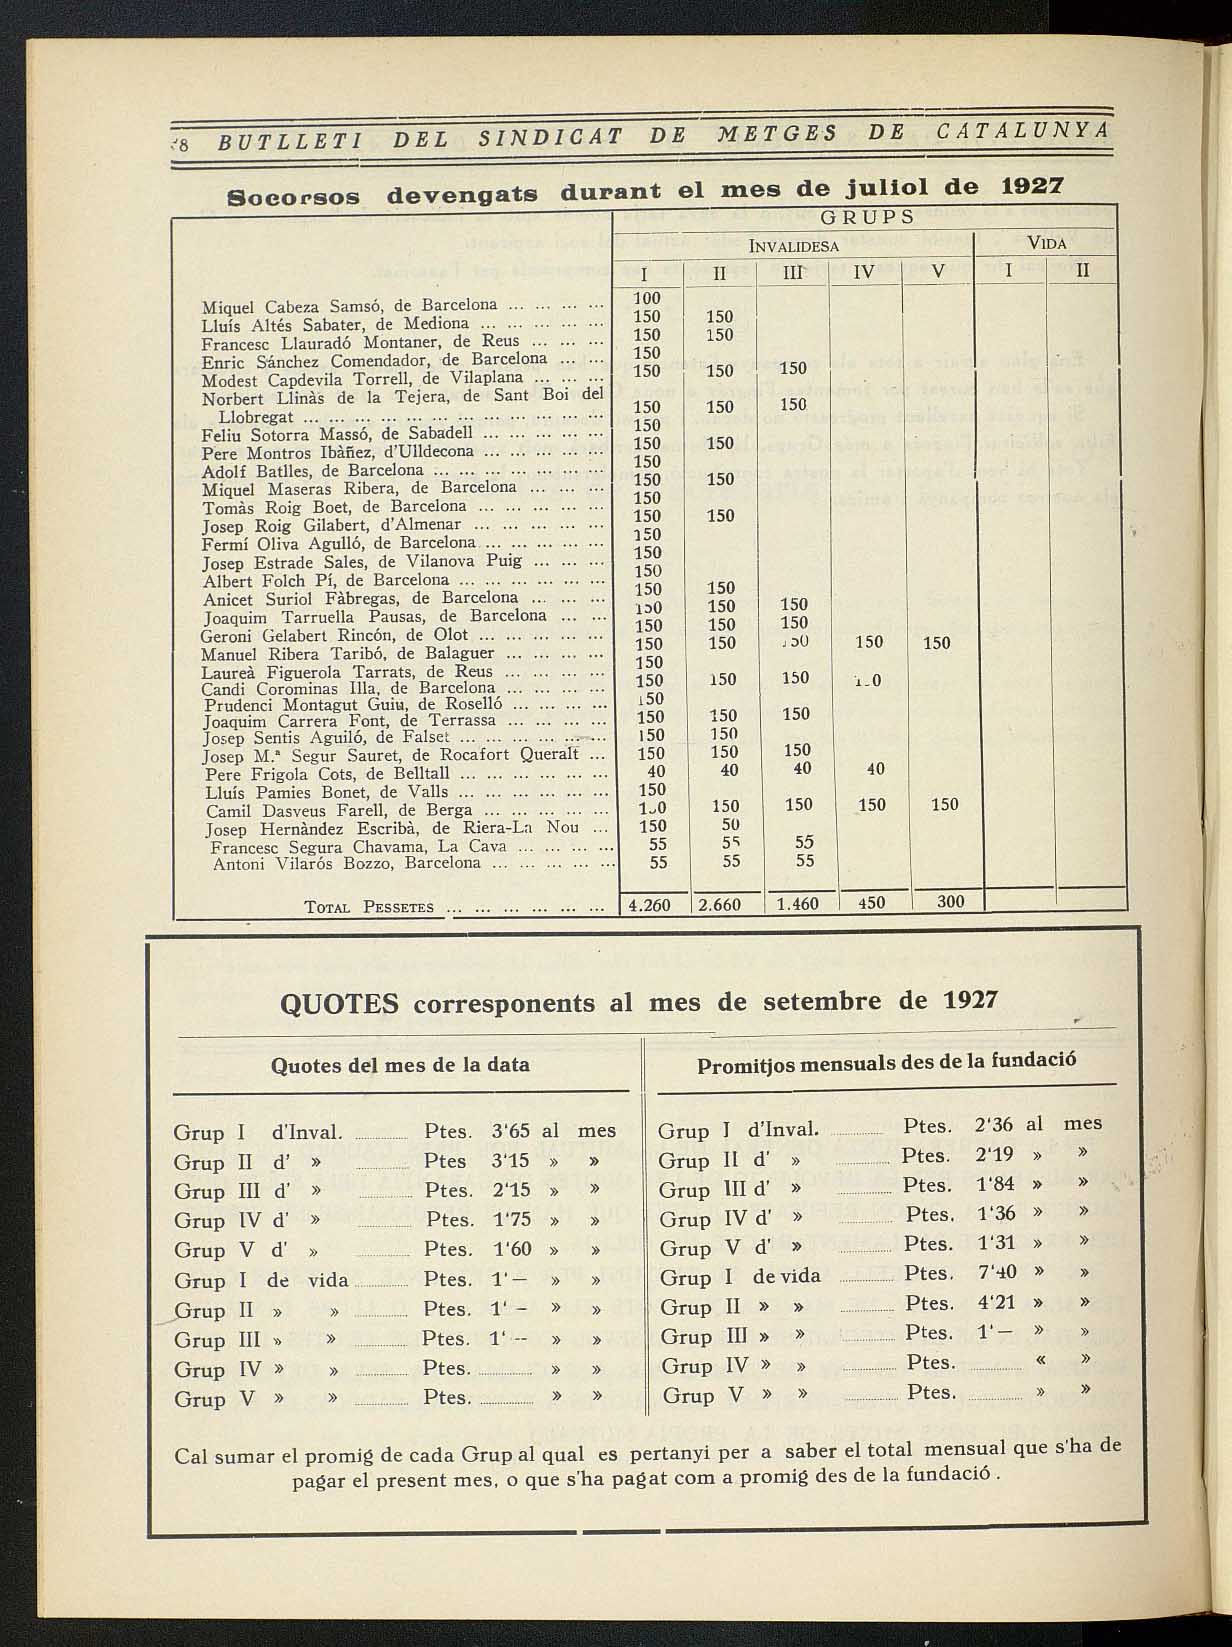 8 BUTLLETI DEL SINDICAT DE METGES DE CATALUNYA
Socorsos devengats durant el mes de juliol de 1927
GRUPS
INVALIDESA VIDA
I II III IV V I II
Miquel Cabeza Samsó, de Barcelona ... ... ... ... 100
Lluís Altés Sabater, de Mediona ... ... ... ... ... 150 150
Francesc Llauradó Montaner, de Reus ... ... ... 150 150
Enric Sánchez Comendador, de Barcelona ... ... 150
Modest Capdevila Torrell, de Vilaplana ... ... ... 150 150 150
Norbert Llinàs de la Tejera, de Sant Boi del
Llobregat ... ... ... ... ... ... ... ... ... ... ... ... 150 150 150
Feliu Sotorra Massó, de Sabadell ... ... ... ... ... 150
Pere Montros Ibàñez, d'Ulldecona ... ... ... ... ... 150 150
Adolf Batlles, de Barcelona ... ... ... ... ... ... ... 150
Miquel Maseras Ribera, de Barcelona ... ... ... 150 150
Tomàs Roig Boet, de Barcelona ... ... ... ... ... 150
Josep Roig Gilabert, d'Almenar ... ... ... ... ... 150 150
Fermí Oliva Agulló, de Barcelona ... ... ... ... ... 150
Josep Estrade Sales, de Vilanova Puig ... ... ... 150
Albert Folch Pí, de Barcelona ... ... ... ... ... ... 150
Anicet Suriol Fàbregas, de Barcelona ... ... ... 150 150
Joaquim Tarruella Pausas, de Barcelona ... ... 150 150 150
Geroni Gelabert Rincón, de Olot ... ... ... ... ... 150 150 150
Manuel Ribera Taribó, de Balaguer ... ... ... ... 150 150 150 150 150
Laureà Figuerola Tarrats, de Reus ... ... ... ... 150
Candi Corominas Illa, de Barcelona ... ... ... ... 150 150 150
Prudenci Montagut Guiu, de Roselló ... ... ... ... 150
Joaquim Carrera Font, de Terrassa ... ... ... ... 150 150 150
Josep Sentis Aguiló, de Falset ... ... ... ... ... ... 150 150
Josep M.ª Segur Sauret, de Rocafort Queralt ... 150 150 150
Pere Frigola Cots, de Belltall ... ... ... ... ... ... 40 40 40 40
Lluís Pamies Bonet, de Valls ... ... ... ... ... ... 150
Camil Dasveus Farell, de Berga ... ... ... ... ... 150 150 150 150
Josep Hernàndez Escribà, de Riera-La Nou ... 150 50
Francesc Segura Chavama, La Cava ... ... ... ... 55 55 55
Antoni Vilarós Bozzo, Barcelona ... ... ... ... ... 55 55 55
TOTAL PESSETES ... ... ... ... ... ... 4.260 2.660 1.460 450 300
QUOTES corresponents al mes de setembre de 1927
Quotes del mes de la data
Grup I d'Inval. Ptes. 3'65 al mes
Grup II d' » Ptes 3'15 » »
Grup III d' » Ptes. 2'15 » »
Grup IV d' » Ptes. 1'75 » »
Grup V d' » Ptes. 1'60 » »
Grup I de vida Ptes. 1'— » »
Grup II » » Ptes. 1'- » »
Grup III » » Ptes. 1'-- » »
Grup IV » » Ptes. » »
Grup V » » Ptes. » »
Promitjos mensuals des de la fundació
Grup I d'Inval. Ptes. 2'36 al mes
Grup II d' » Ptes. 2'19 » »
Grup III d' » Ptes. 1'84 » »
Grup IV d' » Ptes. 1'36 » »
Grup V d' » Ptes. 1'31 » »
Grup I de vida Ptes. 7'40 » »
Grup II » » Ptes. 4'21 » »
Grup III » » Ptes. 1'— » »
Grup IV » » Ptes. « »
Grup V » » Ptes. » »
Cal sumar el promig de cada Grup al qual es pertanyi per a saber el total mensual que s'ha de
pagar el present mes, o que s'ha pagat com a promig des de la fundació.